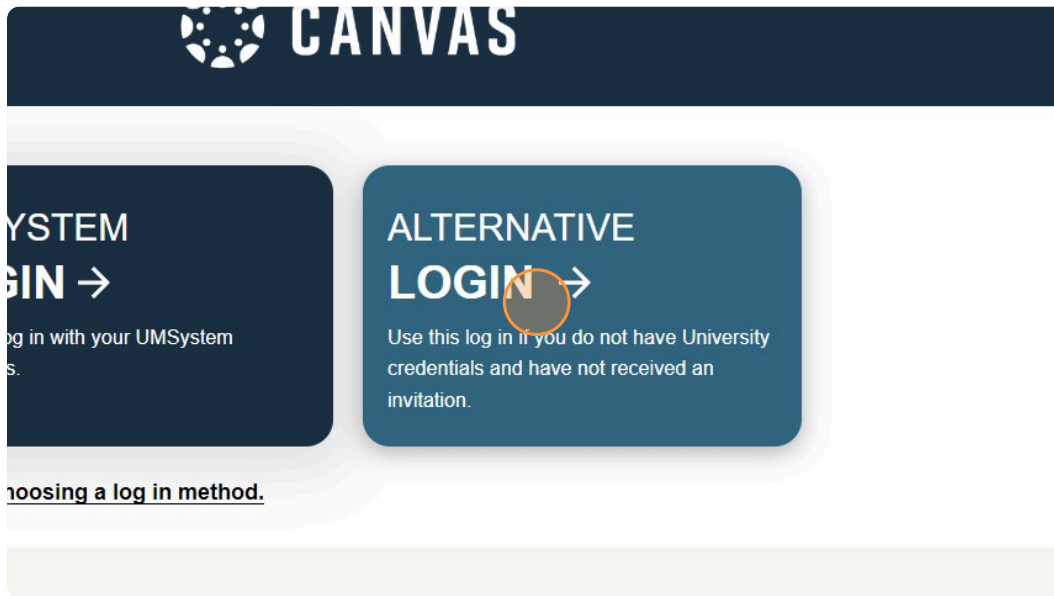 CANVAS
YSTEM
GIN →
og in with your UMSystem
s.
ALTERNATIVE
LOGIN →
Use this log in if you do not have University
credentials and have not received an
invitation.
hoosing a log in method.